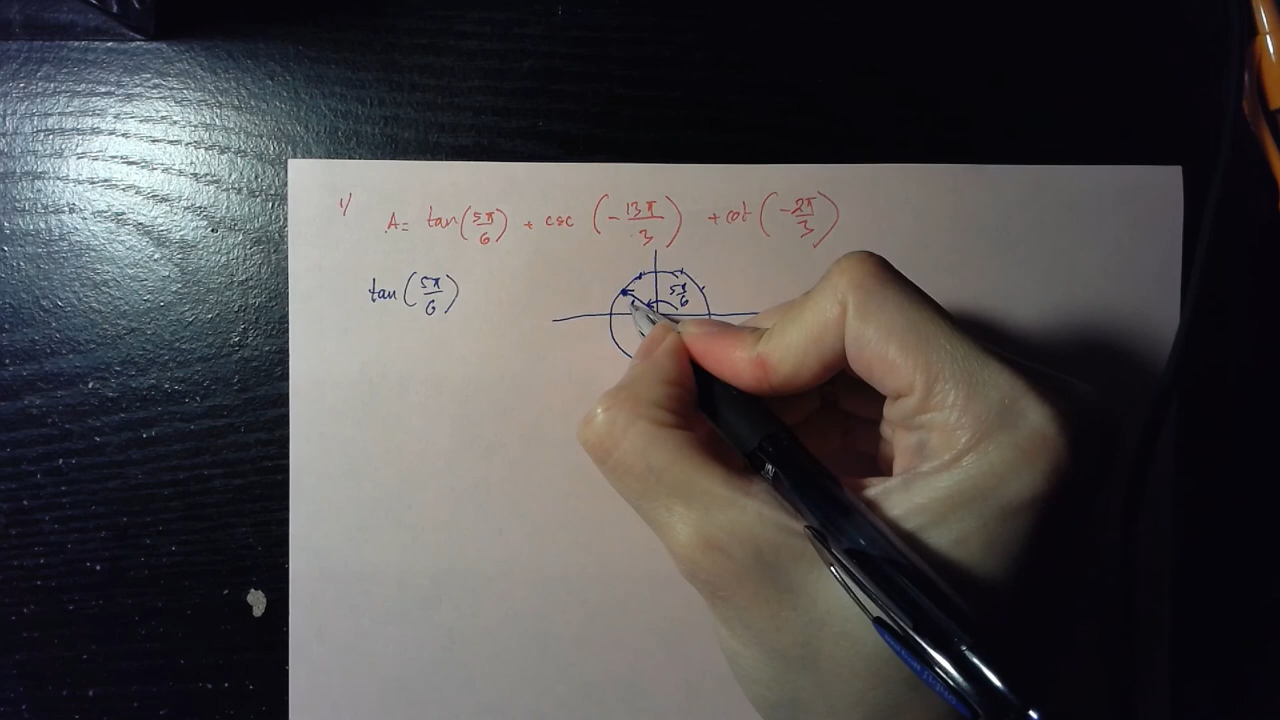 1) A = tan(5π/6) + csc(-13π/3) + cot(-2π/3)
tan(5π/6)
5π/6